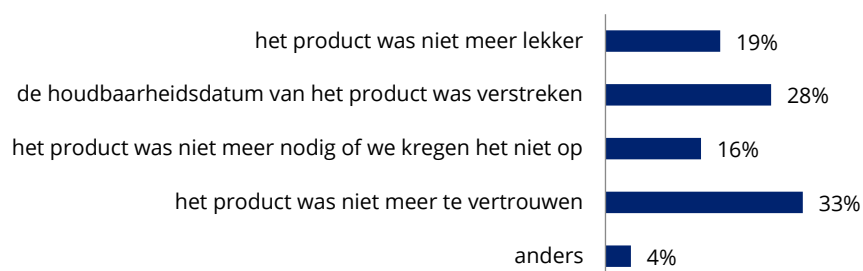 het product was niet meer lekker 19%
de houdbaarheidsdatum van het product was verstreken 28%
het product was niet meer nodig of we kregen het niet op 16%
het product was niet meer te vertrouwen 33%
anders 4%